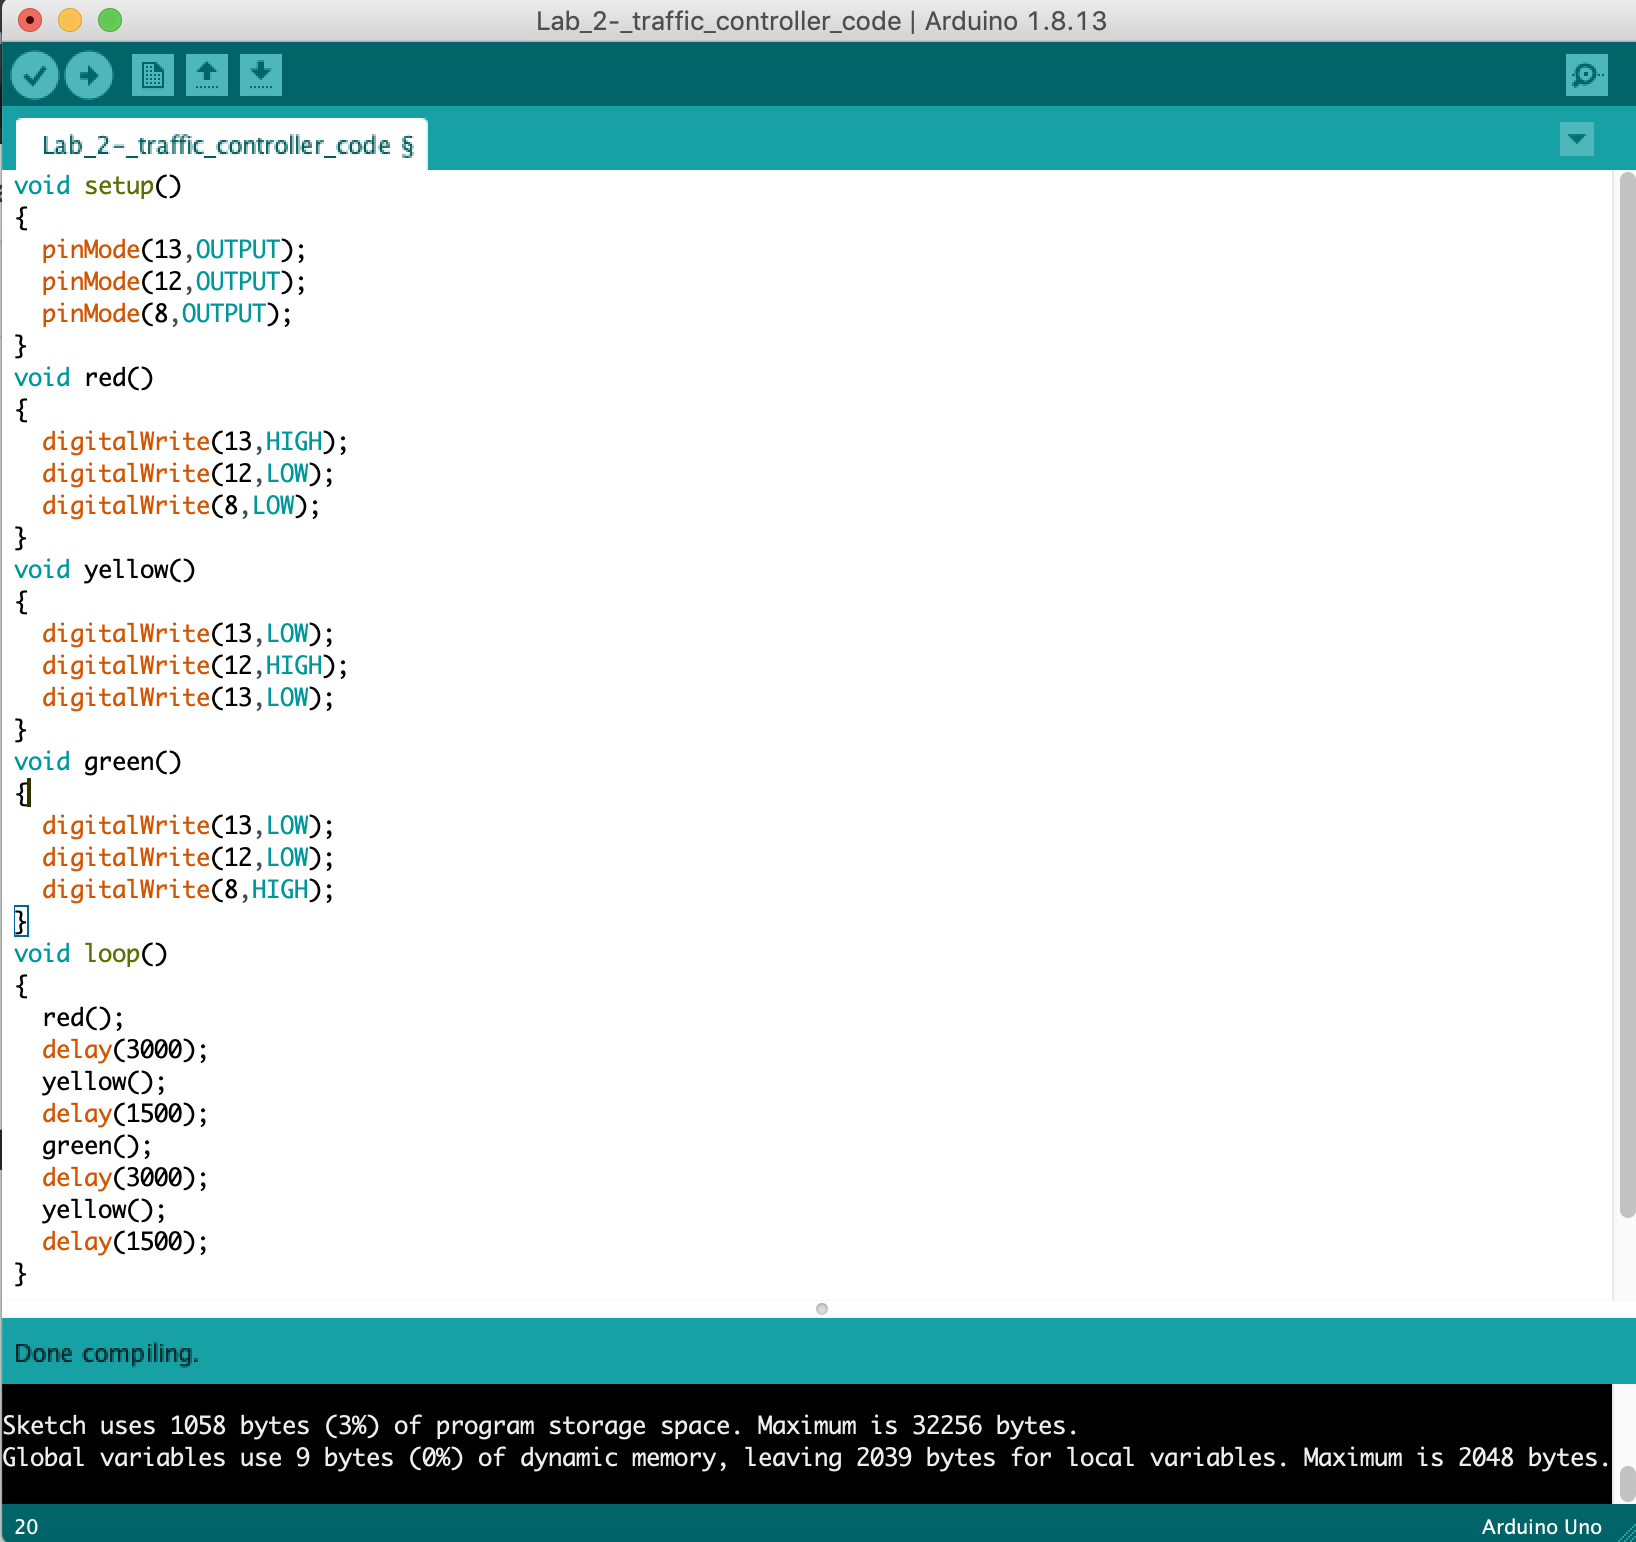 Lab_2-_traffic_controller_code | Arduino 1.8.13
Lab_2-_traffic_controller_code §
void setup()
{
  pinMode(13,OUTPUT);
  pinMode(12,OUTPUT);
  pinMode(8,OUTPUT);
}
void red()
{
  digitalWrite(13,HIGH);
  digitalWrite(12,LOW);
  digitalWrite(8,LOW);
}
void yellow()
{
  digitalWrite(13,LOW);
  digitalWrite(12,HIGH);
  digitalWrite(13,LOW);
}
void green()
{
  digitalWrite(13,LOW);
  digitalWrite(12,LOW);
  digitalWrite(8,HIGH);
}
void loop()
{
  red();
  delay(3000);
  yellow();
  delay(1500);
  green();
  delay(3000);
  yellow();
  delay(1500);
}
Done compiling.
Sketch uses 1058 bytes (3%) of program storage space. Maximum is 32256 bytes.
Global variables use 9 bytes (0%) of dynamic memory, leaving 2039 bytes for local variables. Maximum is 2048 bytes.
20
Arduino Uno